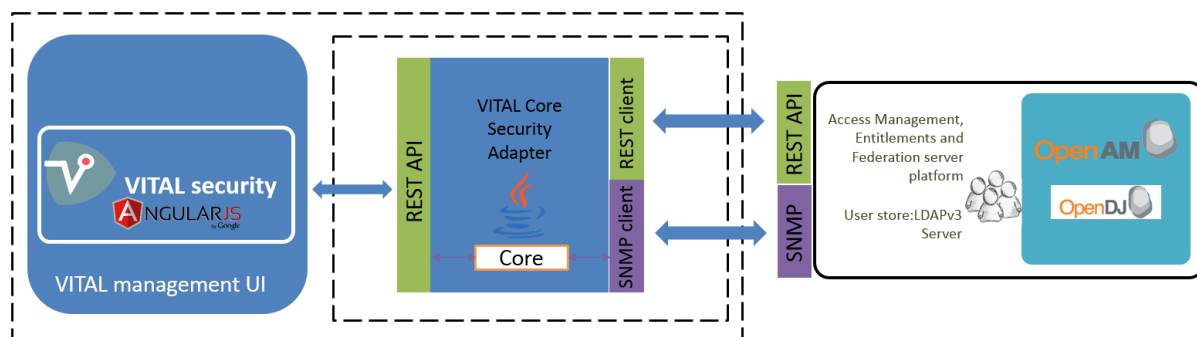 VITAL security
ANGULARJS
by Google
VITAL management UI
REST API
VITAL Core
Security
Adapter
Core
REST client
SNMP client
REST API
SNMP
Access Management,
Entitlements and
Federation server
platform
User store:LDAPv3
Server
OpenAM
OpenDJ